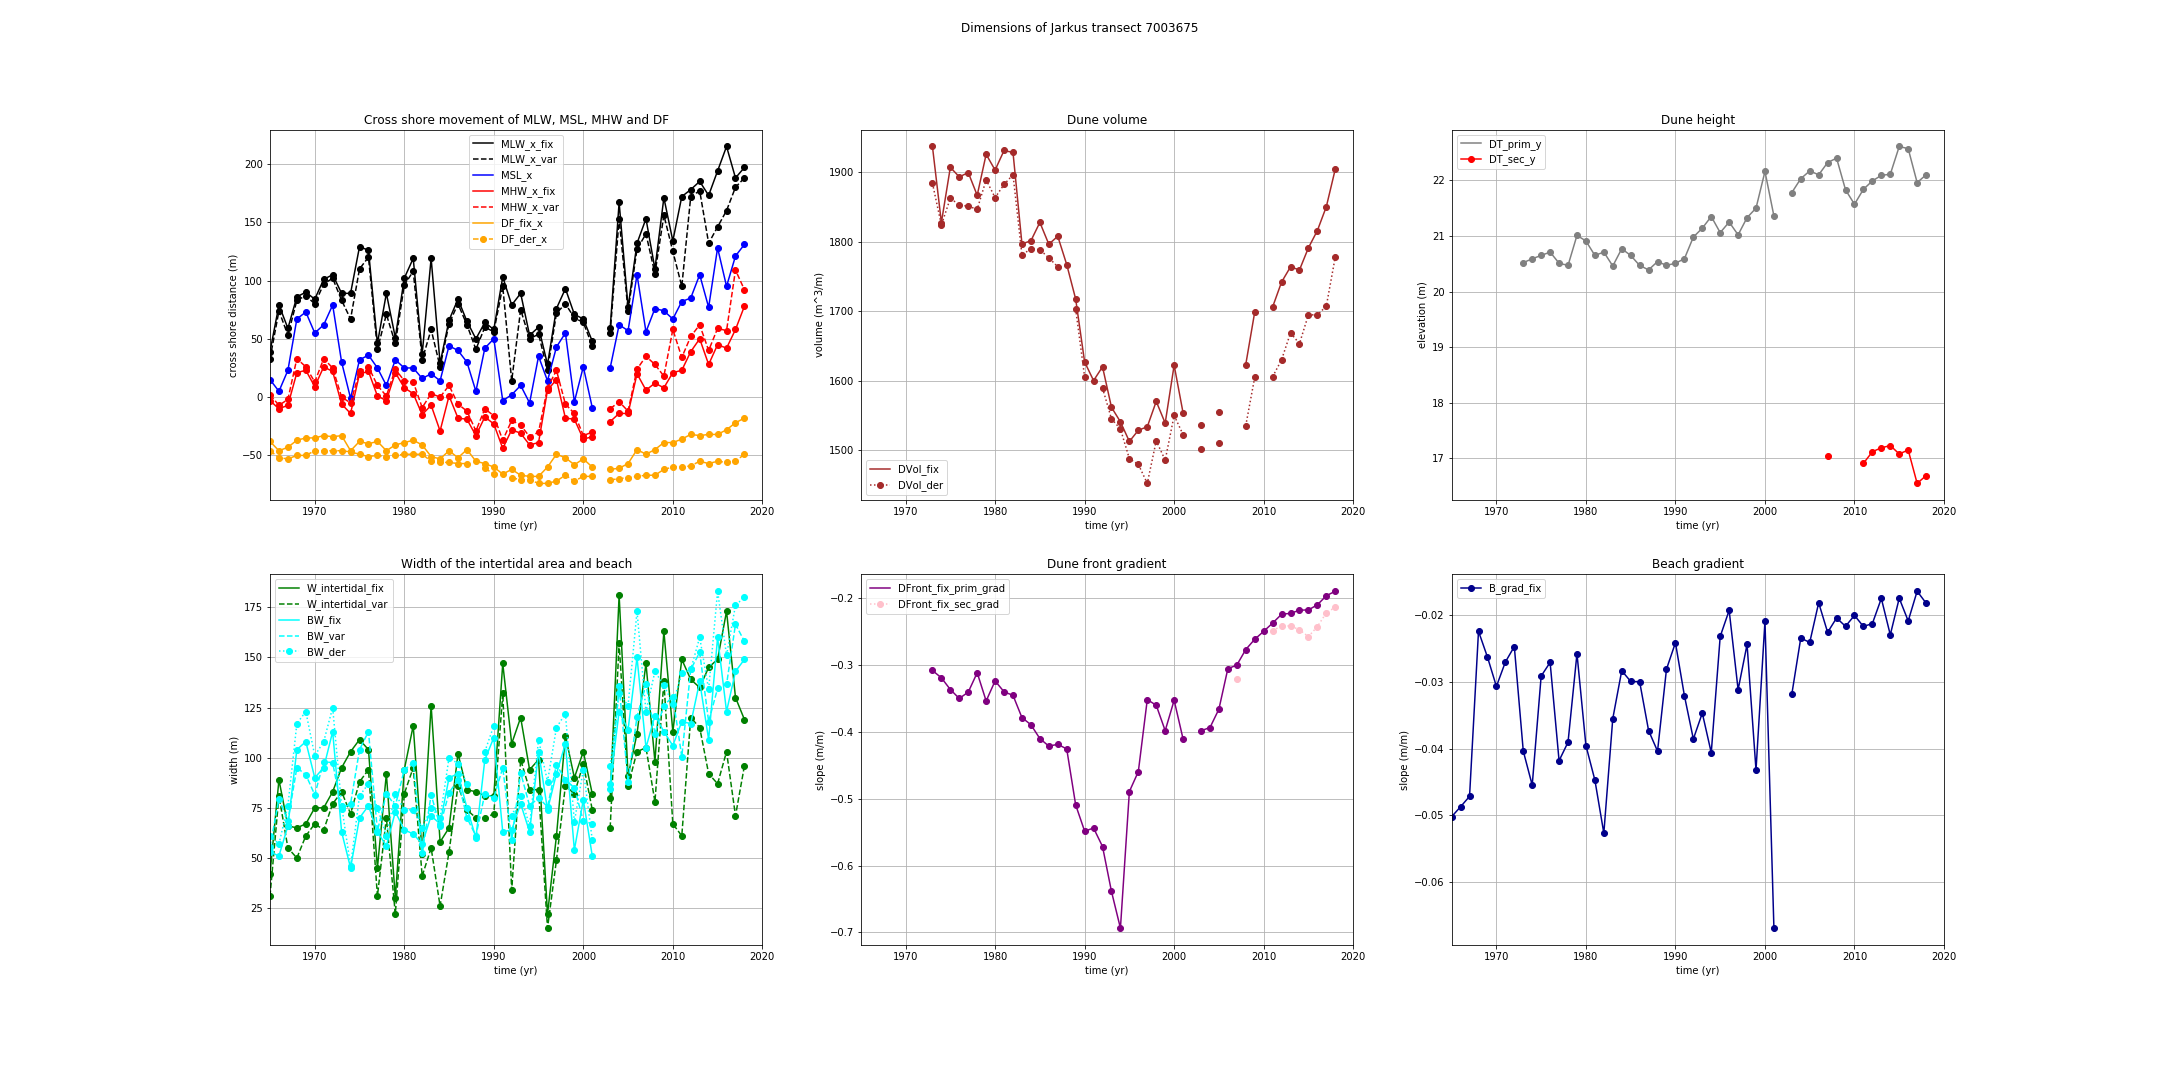 Dimensions of Jarkus transect 7003675
Cross shore movement of MLW, MSL, MHW and DF
cross shore distance (m)
200
150
100
50
0
−50
MLW_x_fix
MLW_x_var
MSL_x
MHW_x_fix
MHW_x_var
DF_fix_x
DF_der_x
1970 1980 1990 2000 2010 2020
time (yr)
Dune volume
volume (m^3/m)
1900
1800
1700
1600
1500
DVol_fix
DVol_der
1970 1980 1990 2000 2010 2020
time (yr)
Dune height
elevation (m)
22
21
20
19
18
17
DT_prim_y
DT_sec_y
1970 1980 1990 2000 2010 2020
time (yr)
Width of the intertidal area and beach
width (m)
175
150
125
100
75
50
25
W_intertidal_fix
W_intertidal_var
BW_fix
BW_var
BW_der
1970 1980 1990 2000 2010 2020
time (yr)
Dune front gradient
slope (m/m)
−0.2
−0.3
−0.4
−0.5
−0.6
−0.7
DFront_fix_prim_grad
DFront_fix_sec_grad
1970 1980 1990 2000 2010 2020
time (yr)
Beach gradient
slope (m/m)
−0.02
−0.03
−0.04
−0.05
−0.06
B_grad_fix
1970 1980 1990 2000 2010 2020
time (yr)